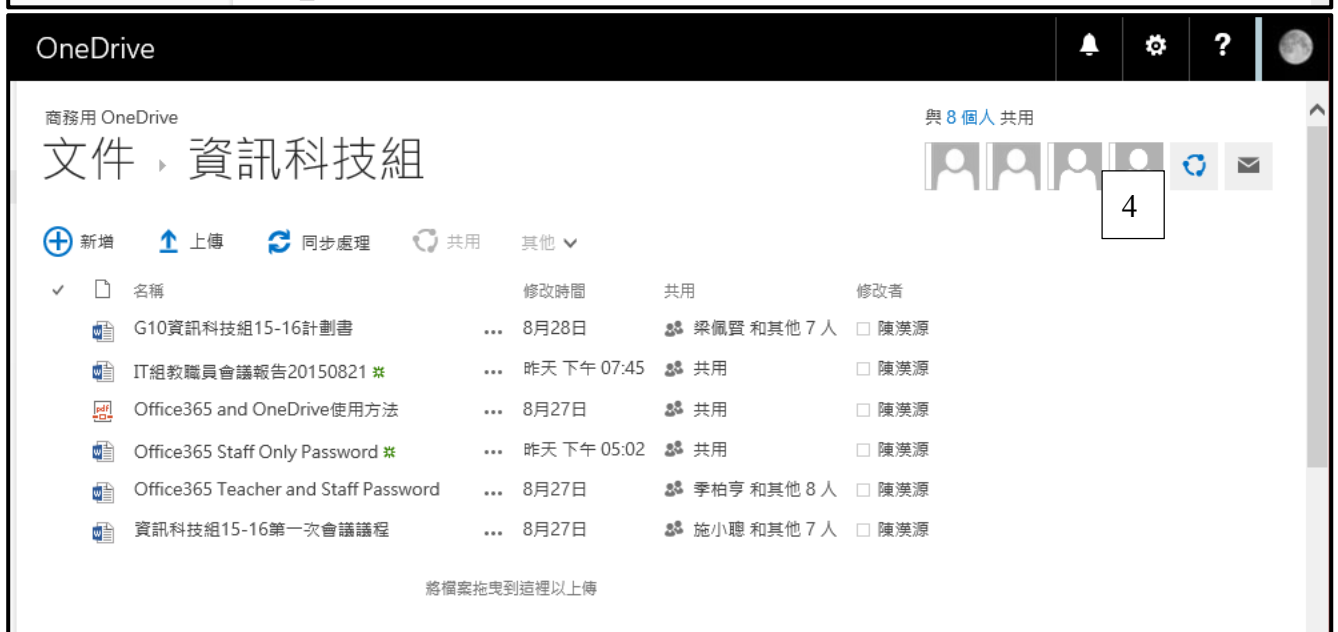 OneDrive
?
商務用 OneDrive
與 8 個人 共用
文件 ▸ 資訊科技組
4
新增 上傳 同步處理 共用 其他
名稱 修改時間 共用 修改者
G10資訊科技組15-16計劃書 ... 8月28日 梁佩賢 和其他 7 人 陳漢源
IT組教職員會議報告20150821 ... 昨天 下午 07:45 共用 陳漢源
pdf Office365 and OneDrive使用方法 ... 8月27日 共用 陳漢源
Office365 Staff Only Password ... 昨天 下午 05:02 共用 陳漢源
Office365 Teacher and Staff Password ... 8月27日 季柏亨 和其他 8 人 陳漢源
資訊科技組15-16第一次會議議程 ... 8月27日 施小聰 和其他 7 人 陳漢源
將檔案拖曳到這裡以上傳